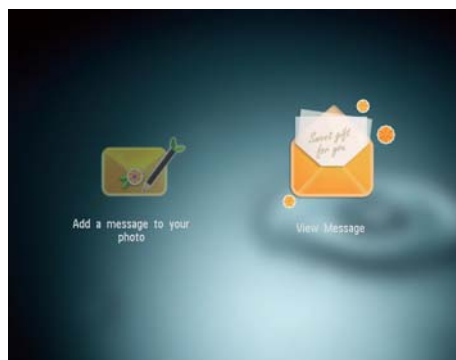 Sweet gift
for you
Add a message to your
photo
View Message